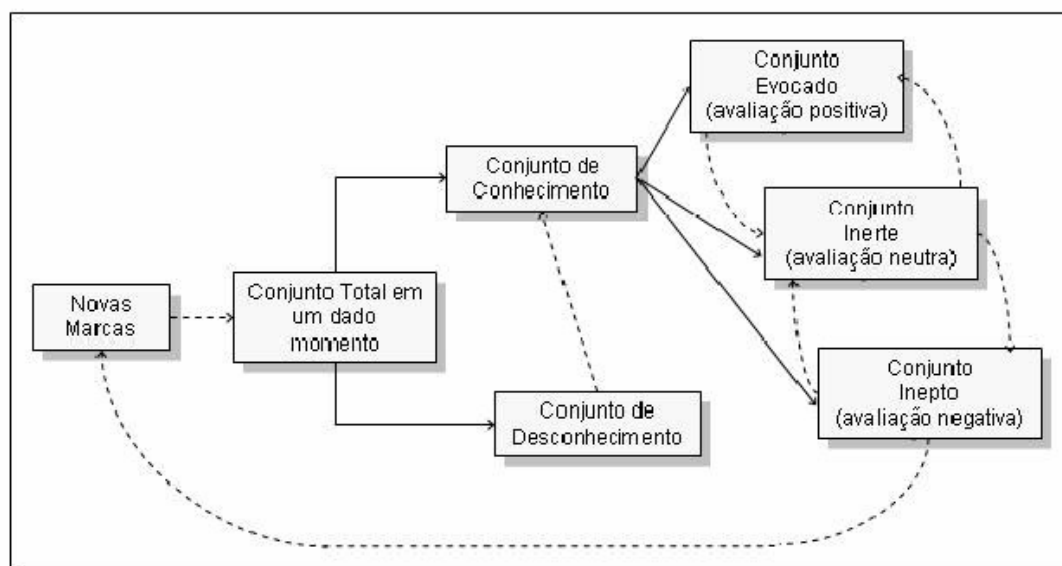 Conjunto
Evocado
(avaliação positiva)
Conjunto de
Conhecimento
Conjunto
Inerte
(avaliação neutra)
Novas
Marcas
Conjunto Total em
um dado
momento
Conjunto
Inepto
(avaliação negativa)
Conjunto de
Desconhecimento